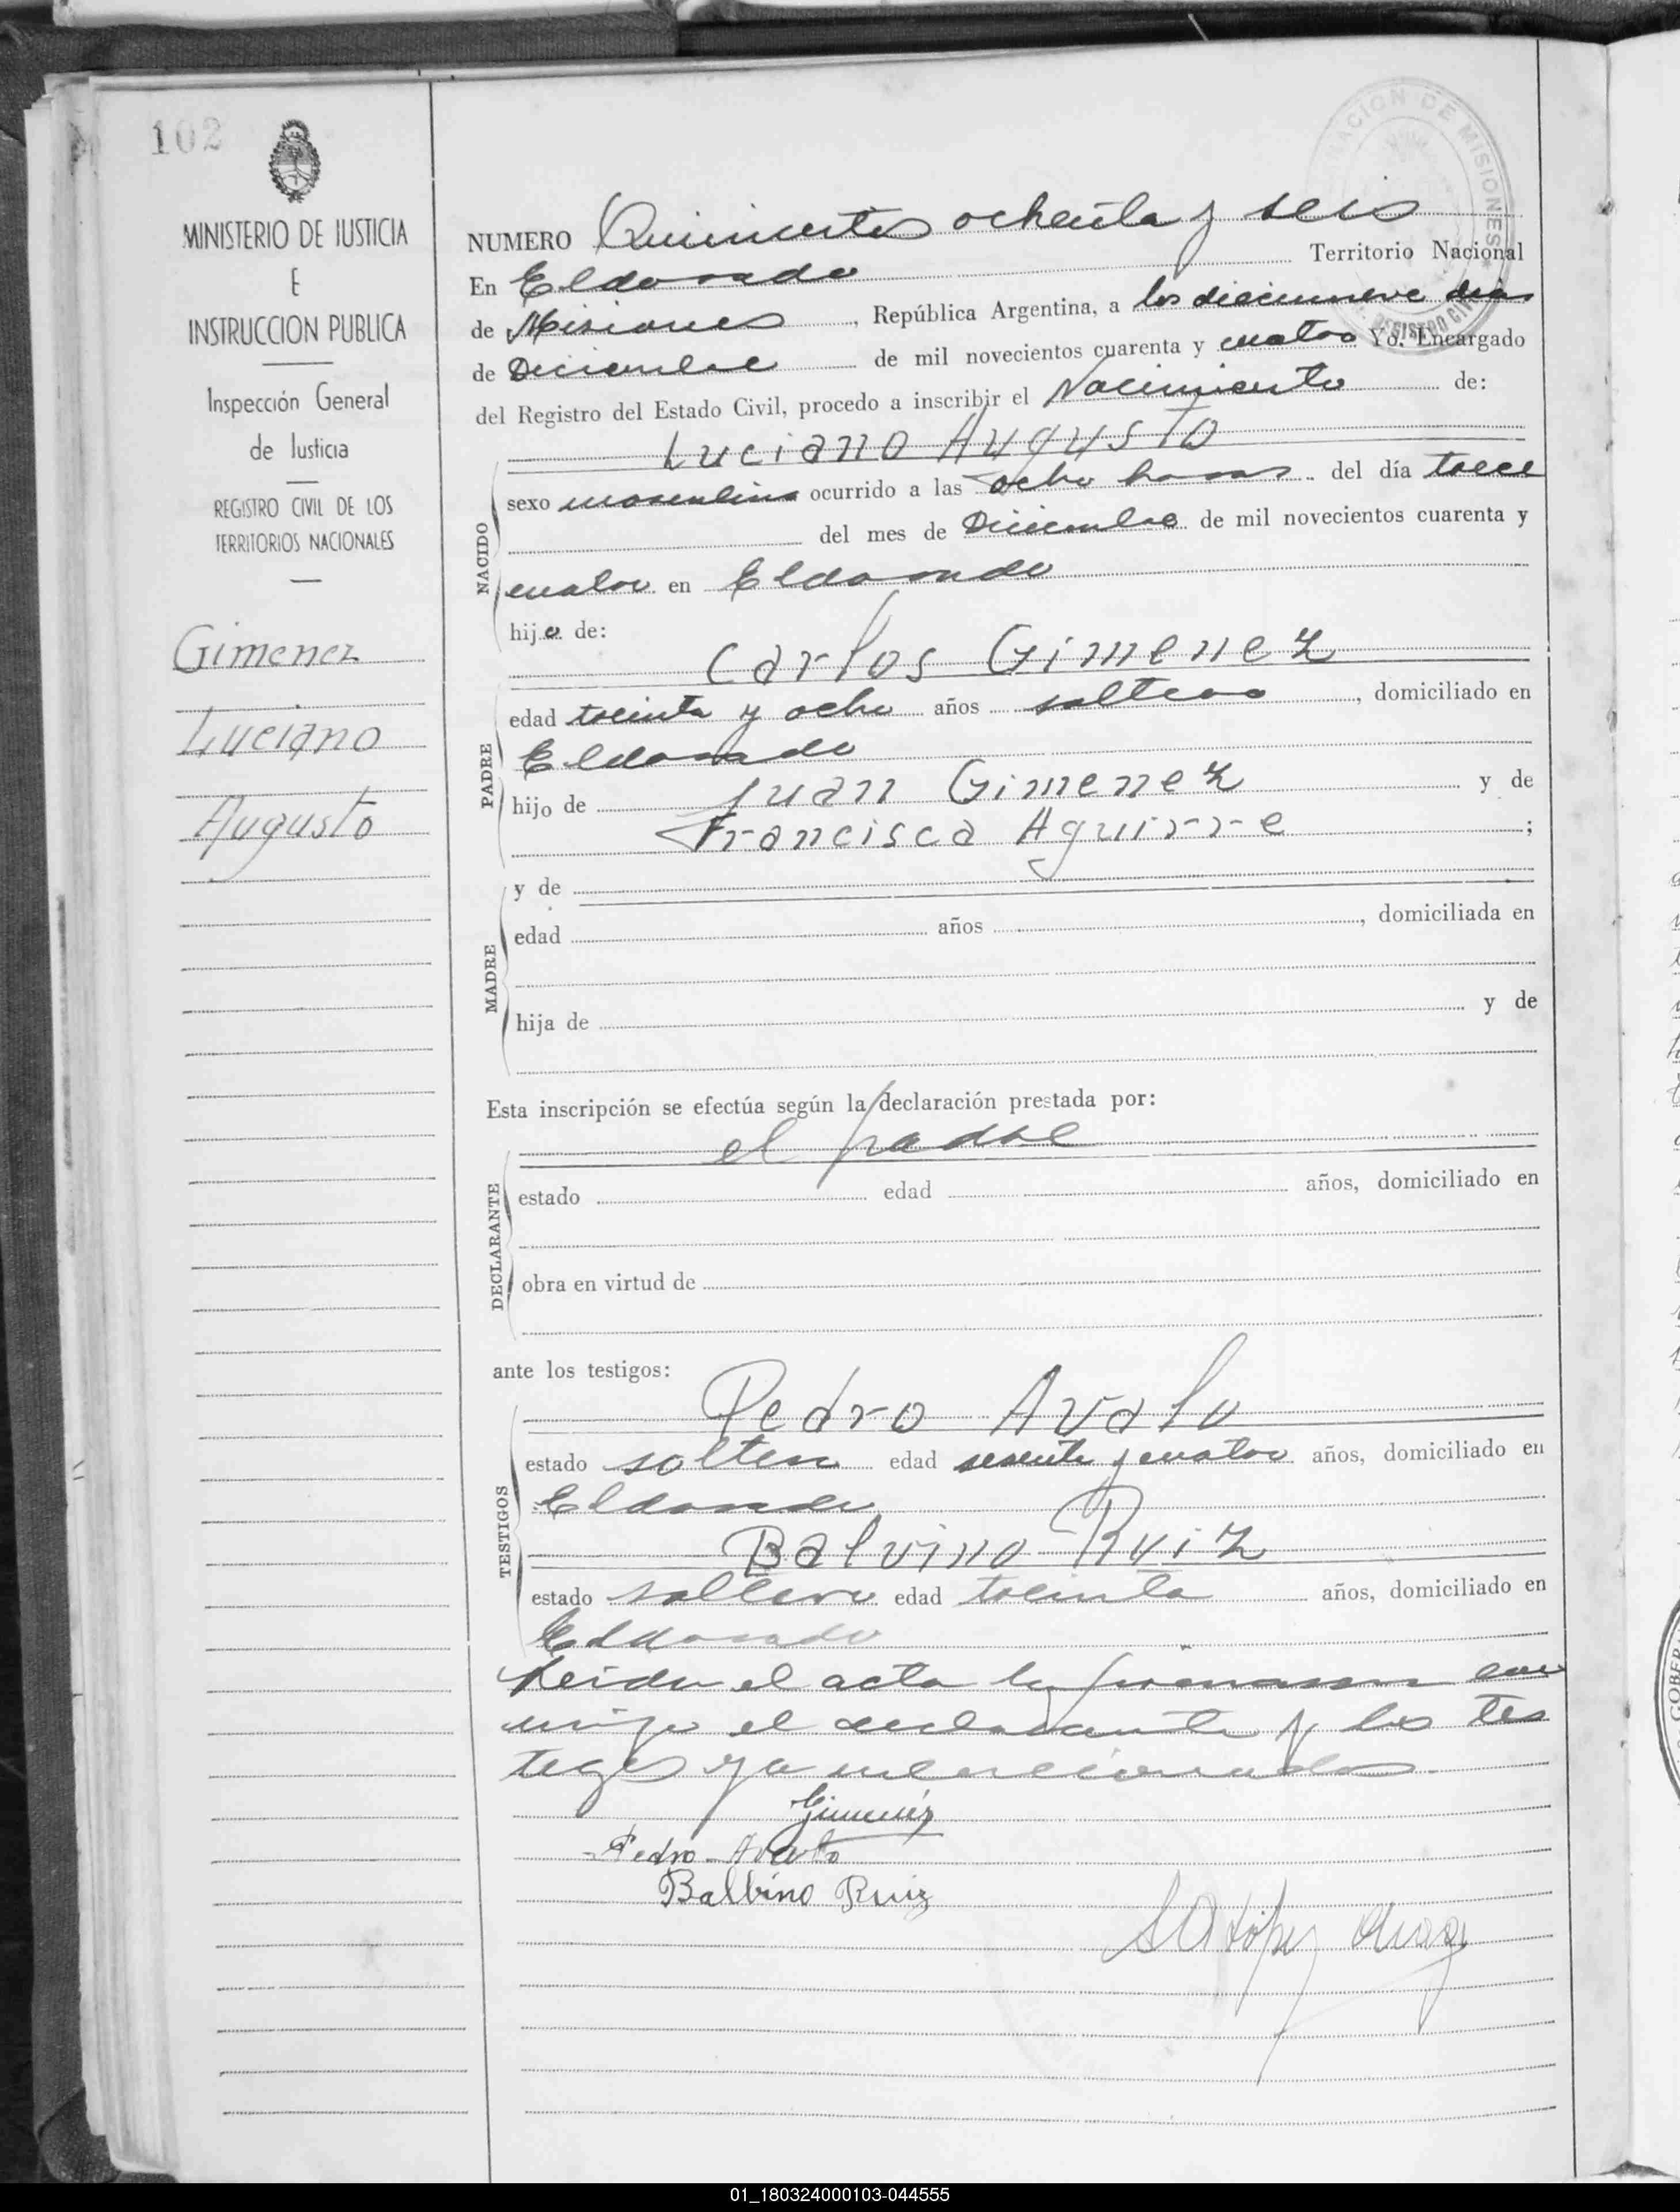 102
MINISTERIO DE JUSTICIA
E
INSTRUCCION PUBLICA
Inspección General
de Justicia
REGISTRO CIVIL DE LOS
TERRITORIOS NACIONALES
Gimenez
Luciano
Augusto
NACION DE MISIONES
REGISTRO CIVIL
NUMERO Quinientos ochenta y seis
En Eldorado Territorio Nacional
de Misiones, República Argentina, a los diecinueve dias
de Diciembre de mil novecientos cuarenta y cuatro Yo. Encargado
del Registro del Estado Civil, procedo a inscribir el Nacimiento de:
NACIDO
Luciano Augusto
sexo masculino ocurrido a las ocho horas del día trece
del mes de Diciembre de mil novecientos cuarenta y
cuatro en Eldorado
hijo de:
PADRE
Carlos Gimenez
edad treinta y ocho años soltero, domiciliado en
Eldorado
hijo de Juan Gimenez y de
Francisca Aguirre;
MADRE
y de
edad años, domiciliada en
hija de y de
Esta inscripción se efectúa según la declaración prestada por:
DECLARANTE
el padre
estado edad años, domiciliado en
obra en virtud de
ante los testigos:
TESTIGOS
Pedro Avalo
estado soltero edad sesenta y cuatro años, domiciliado en
Eldorado
Balvino Ruiz
estado soltero edad treinta años, domiciliado en
Eldorado
Leida el acta la firmaron con
migo el declarante y los tes
tigos ya mencionados.
Gimenez
Pedro Avalo
Balbino Ruiz
01_180324000103-044555